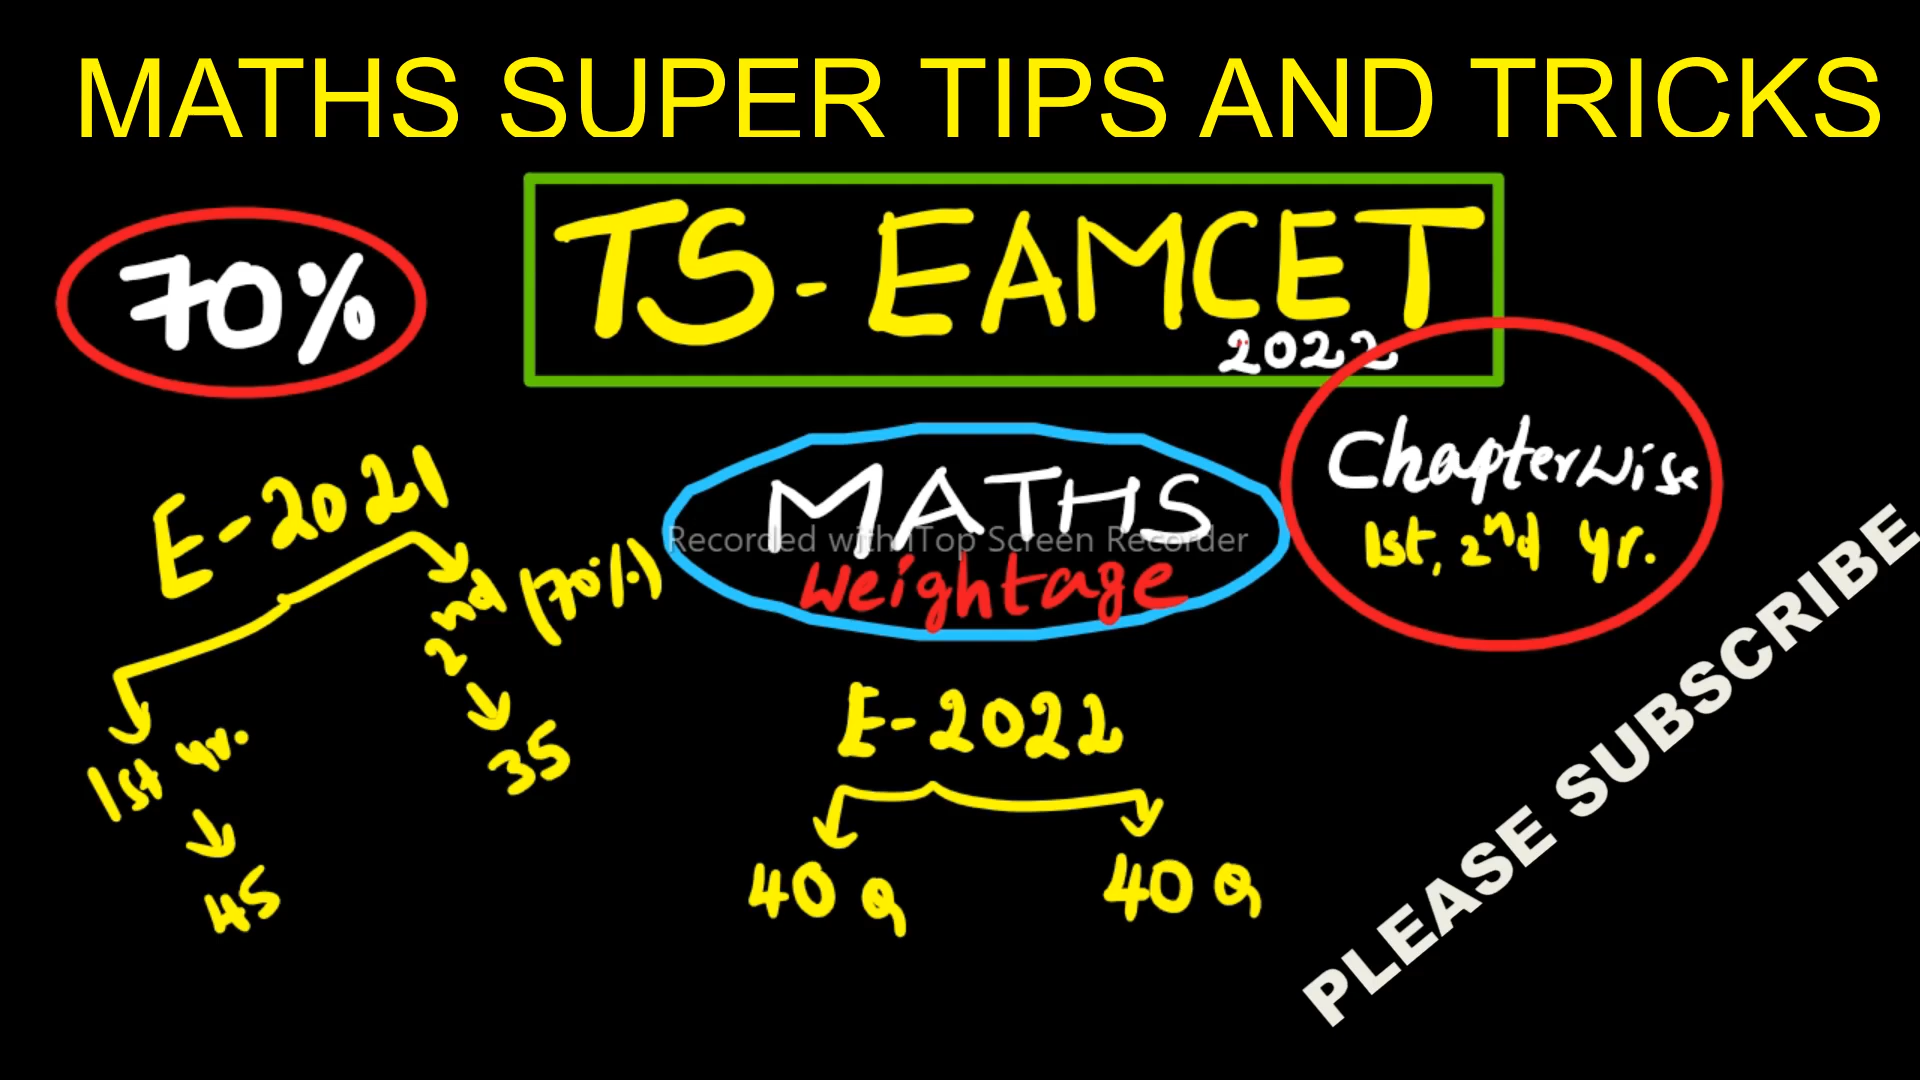 MATHS SUPER TIPS AND TRICKS
70%
TS-EAMCET
2022
Chapterwise
1st, 2nd yr.
MATHS
Recorded with iTop Screen Recorder
Weightage
E-2021
2nd (70%)
35
1st yr.
45
E-2022
40 Q 40 Q
PLEASE SUBSCRIBE